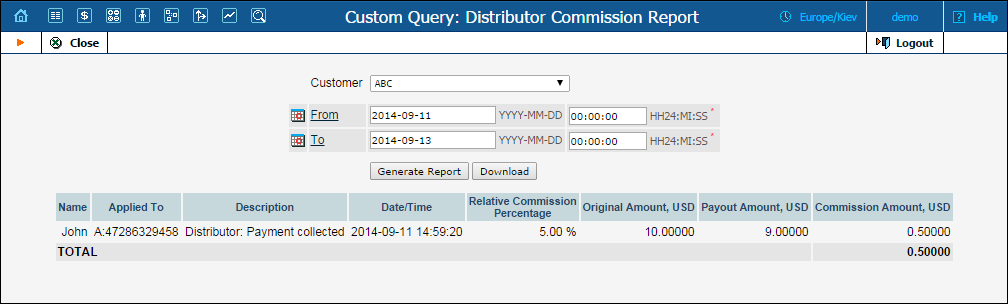 Custom Query: Distributor Commission Report Europe/Kiev demo ? Help
Close Logout
Customer ABC
From 2014-09-11 YYYY-MM-DD 00:00:00 HH24:MI:SS *
To 2014-09-13 YYYY-MM-DD 00:00:00 HH24:MI:SS *
Generate Report Download
Name Applied To Description Date/Time Relative Commission Percentage Original Amount, USD Payout Amount, USD Commission Amount, USD
John A:47286329458 Distributor: Payment collected 2014-09-11 14:59:20 5.00 % 10.00000 9.00000 0.50000
TOTAL 0.50000